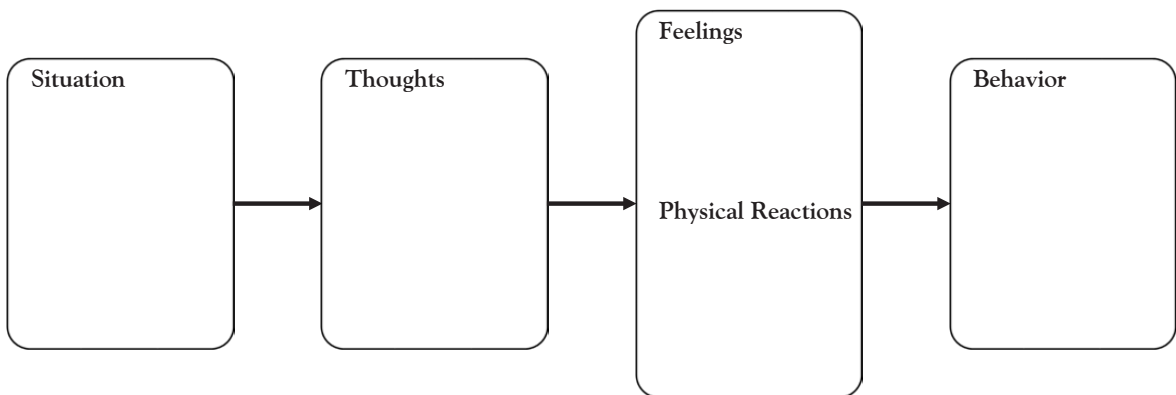 Situation
Thoughts
Feelings
Physical Reactions
Behavior